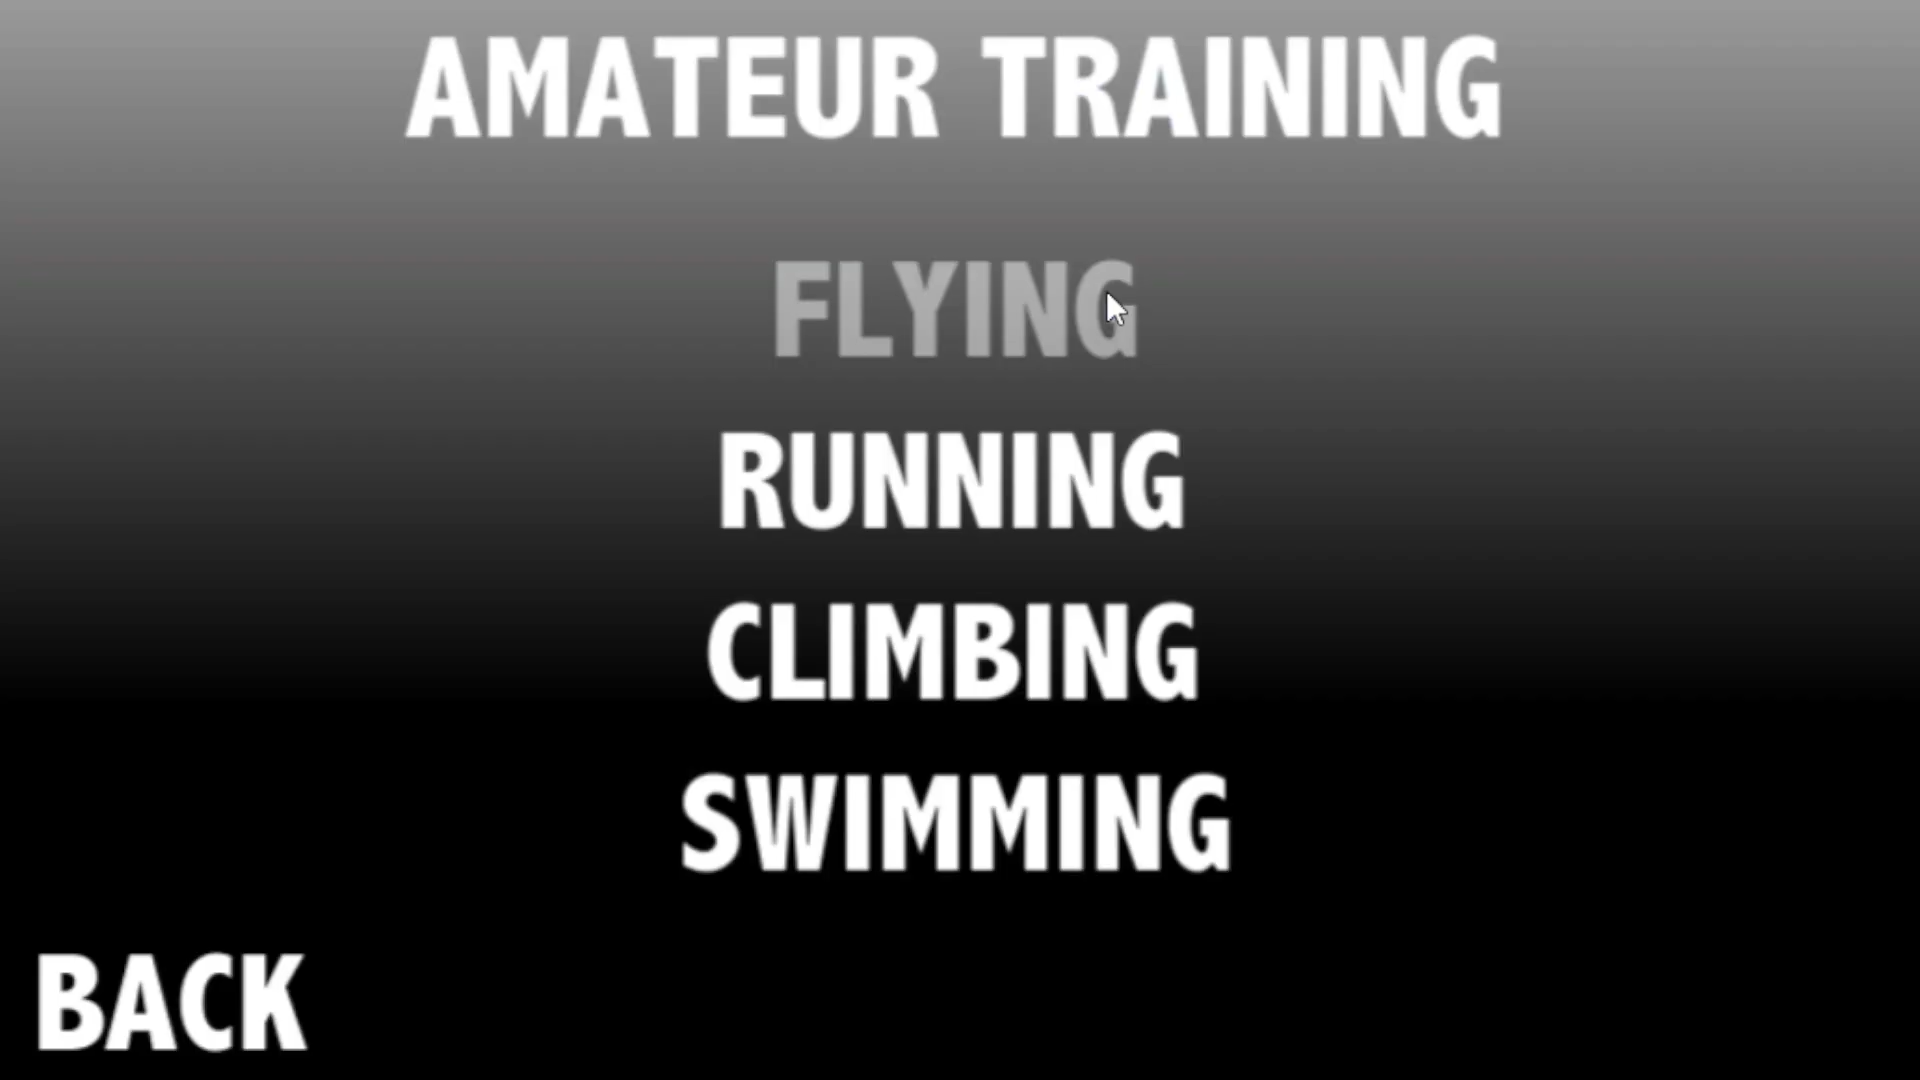 AMATEUR TRAINING
FLYING
RUNNING
CLIMBING
SWIMMING
BACK